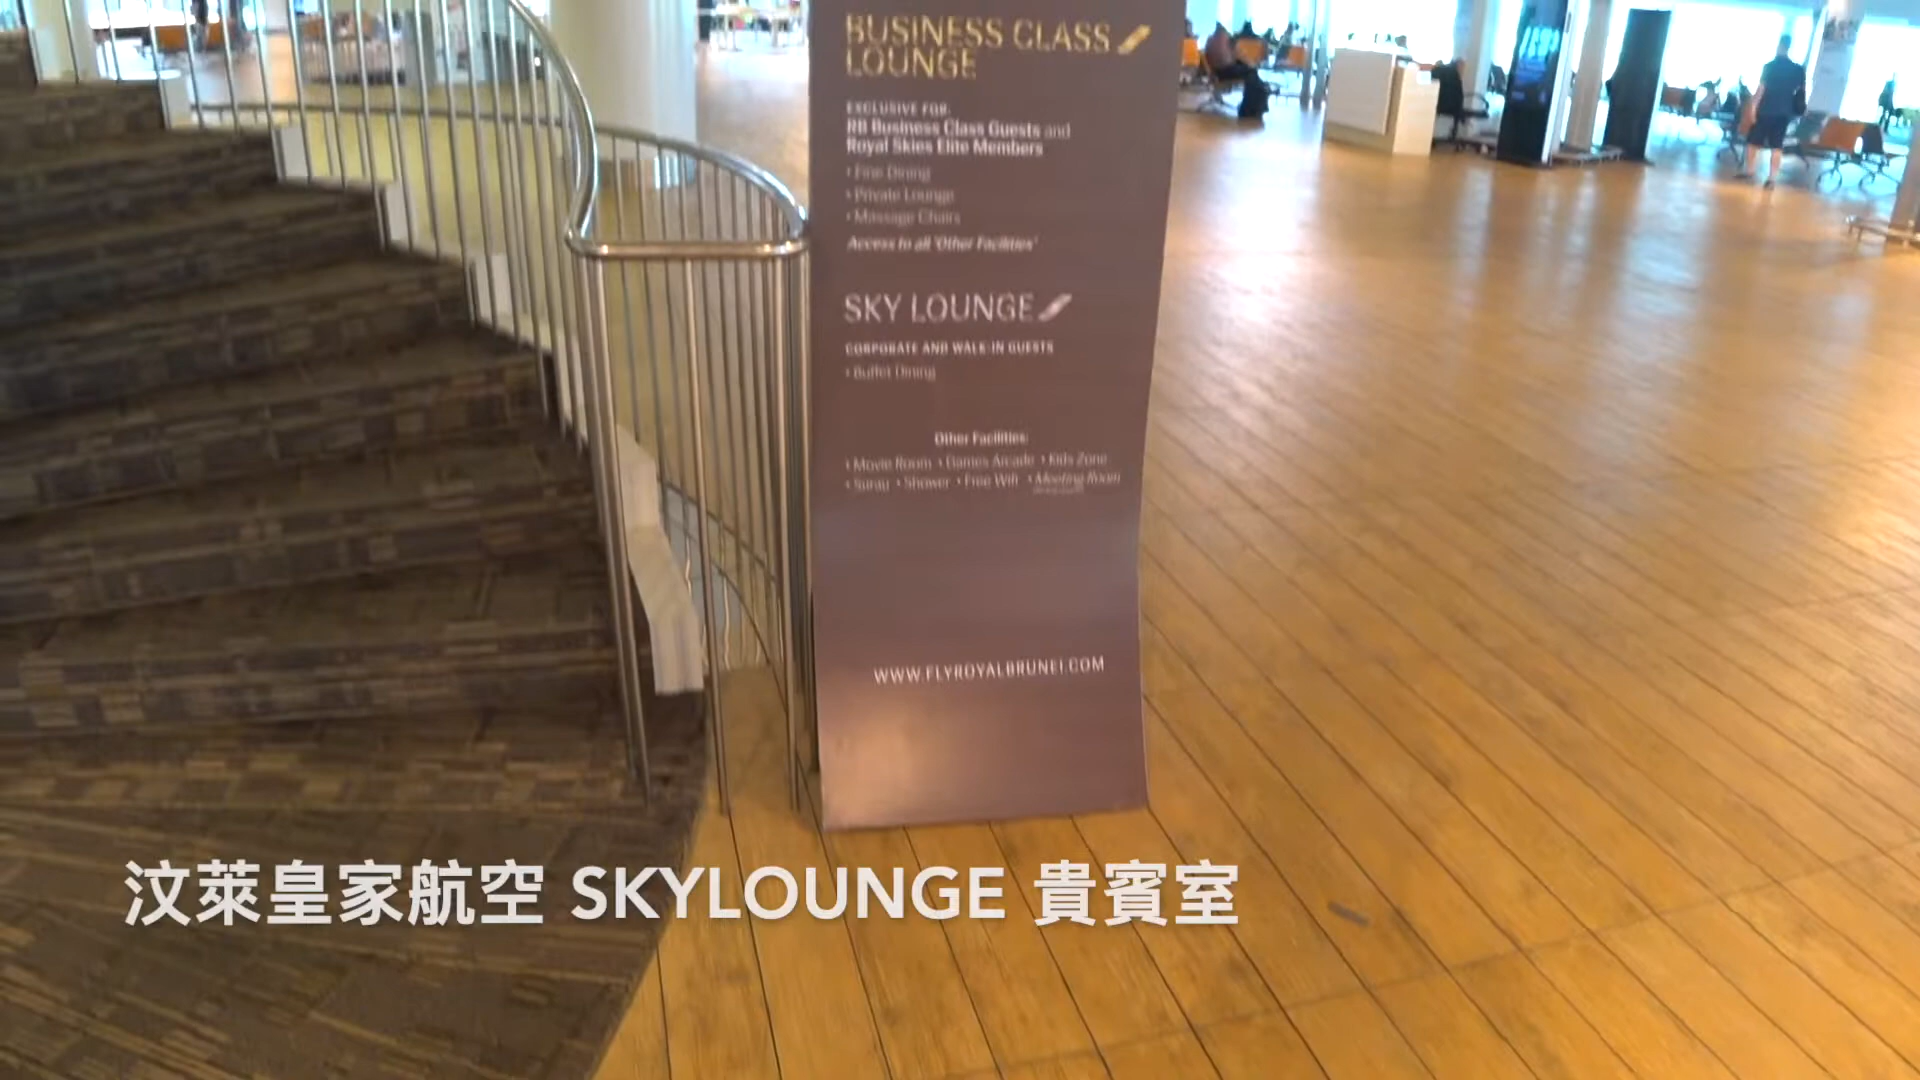 BUSINESS CLASS
LOUNGE
EXCLUSIVE FOR:
RB Business Class Guests and
Royal Skies Elite Members
• Fine Dining
• Private Lounge
• Massage Chairs
Access to all 'Other Facilities'
SKY LOUNGE
CORPORATE AND WALK-IN GUESTS
• Buffet Dining
Other Facilities:
• Movie Room • Games Arcade • Kids Zone
• Surau • Shower • Free Wifi • Meeting Room
WWW.FLYROYALBRUNEI.COM
汶萊皇家航空 SKYLOUNGE 貴賓室